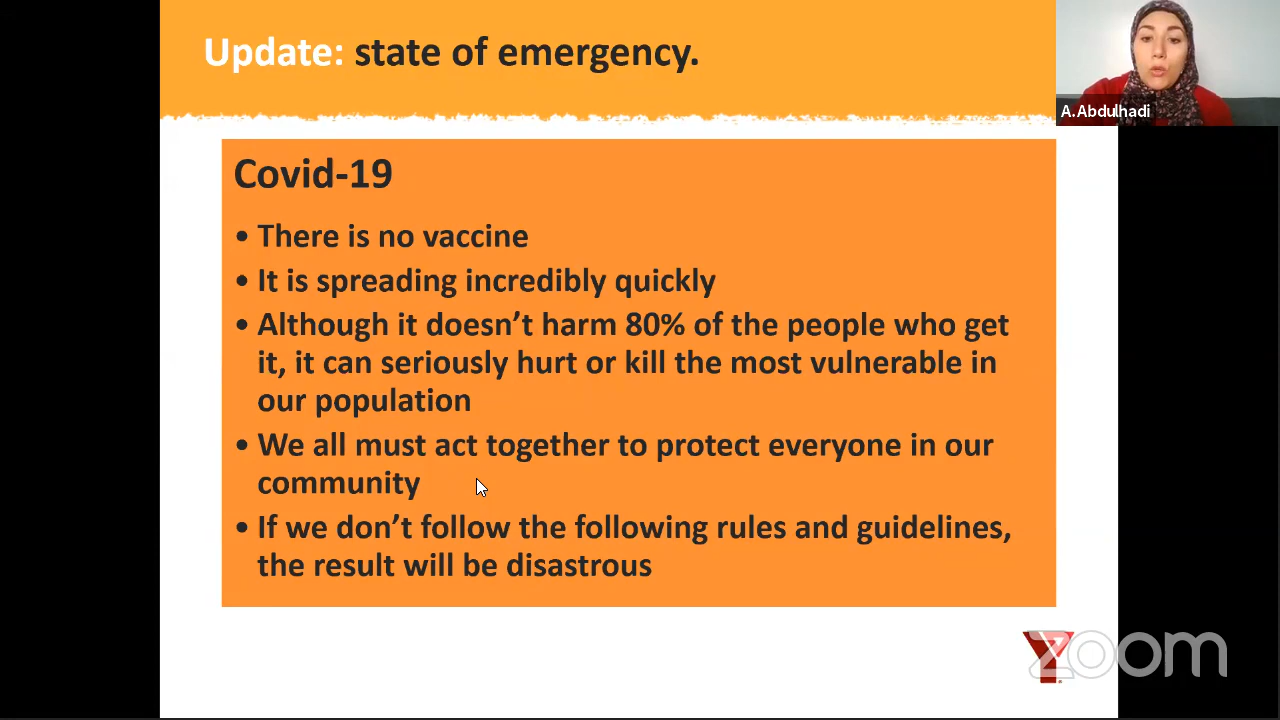 Update: state of emergency.
A.Abdulhadi
Covid-19
• There is no vaccine
• It is spreading incredibly quickly
• Although it doesn’t harm 80% of the people who get
it, it can seriously hurt or kill the most vulnerable in
our population
• We all must act together to protect everyone in our
community
• If we don’t follow the following rules and guidelines,
the result will be disastrous
Y
zoom